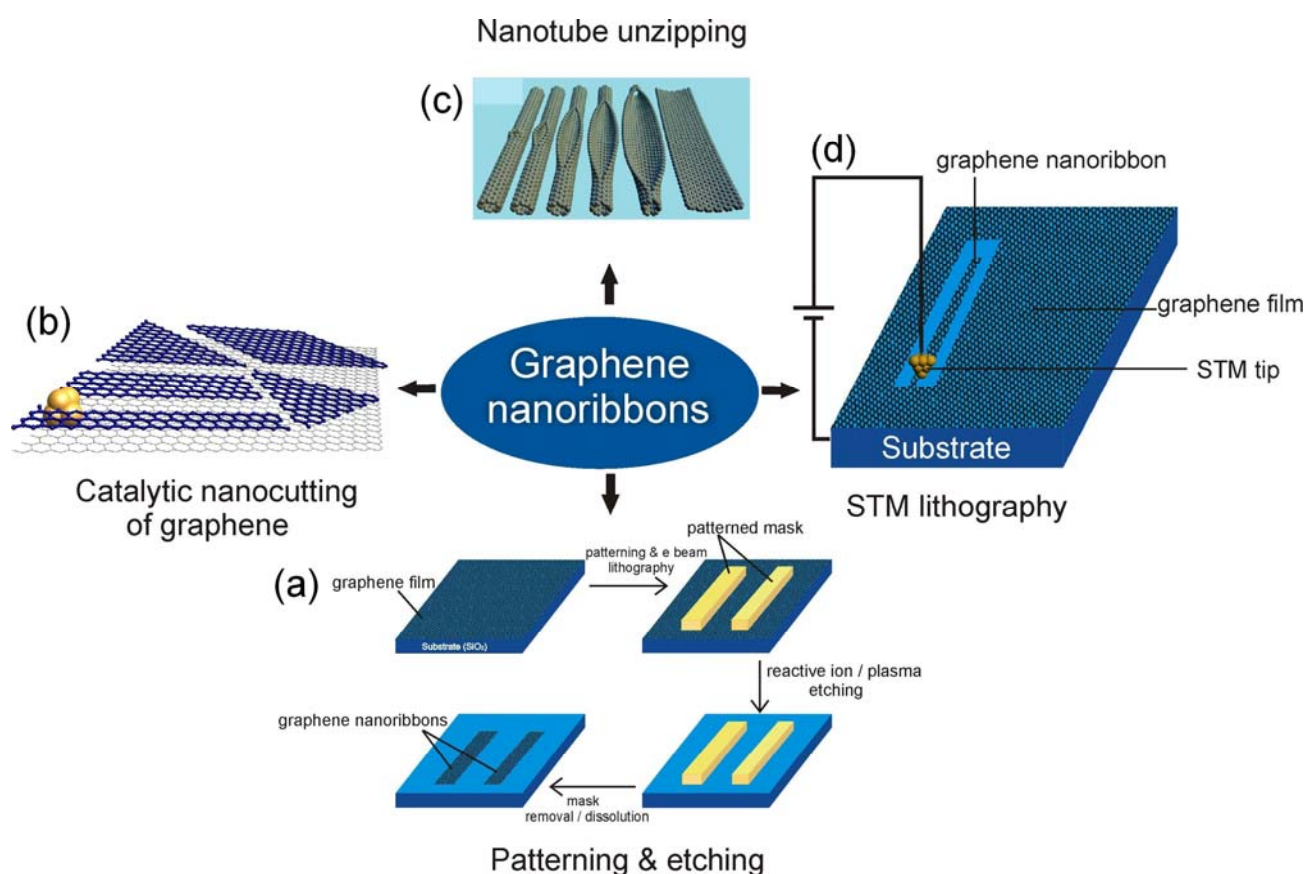 Nanotube unzipping
(c)
(d)
graphene nanoribbon
graphene film
STM tip
Substrate
STM lithography
(b)
Catalytic nanocutting
of graphene
Graphene
nanoribbons
(a)
graphene film
Substrate (SiO₂)
patterning & e beam
lithography
patterned mask
reactive ion / plasma
etching
graphene nanoribbons
mask
removal / dissolution
Patterning & etching